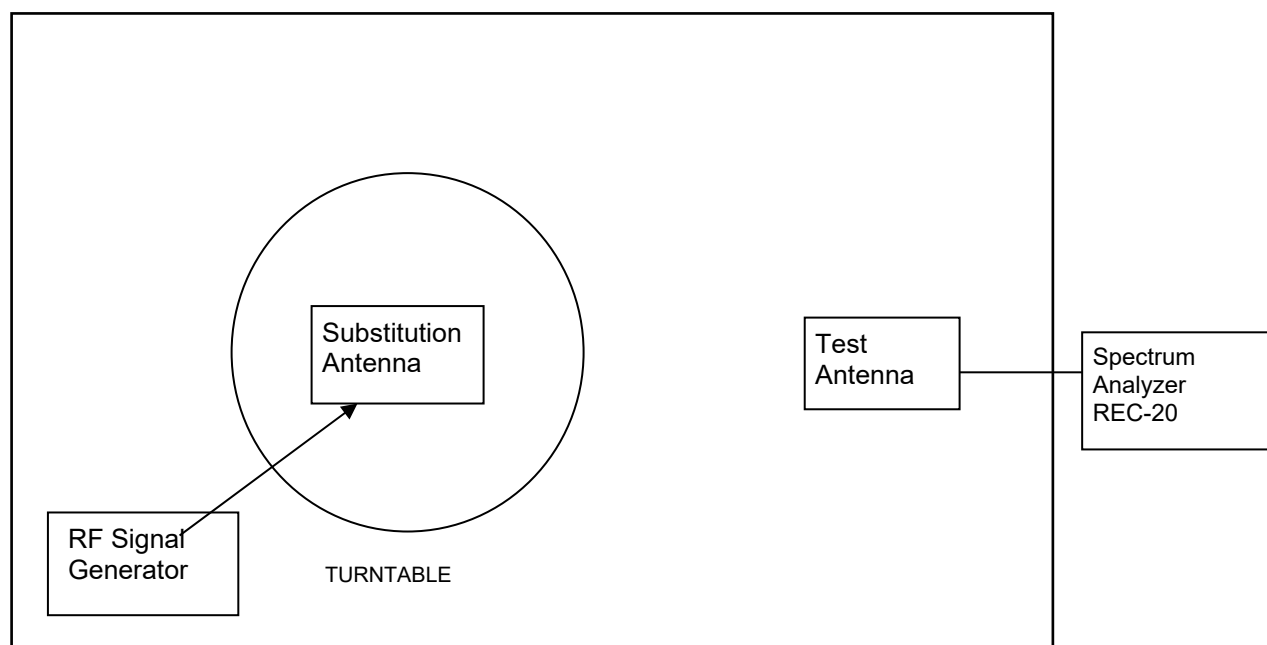 Substitution
Antenna
Test
Antenna
Spectrum
Analyzer
REC-20
RF Signal
Generator
TURNTABLE